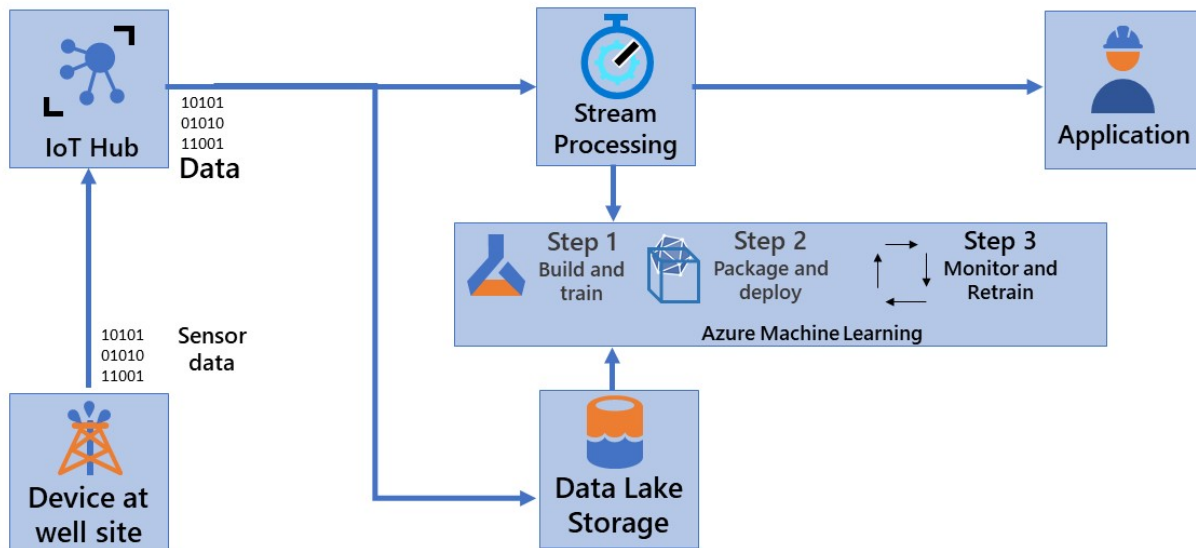 IoT Hub
10101
01010
11001
Data
Stream
Processing
Application
Step 1
Build and
train
Step 2
Package and
deploy
Step 3
Monitor and
Retrain
Azure Machine Learning
10101
01010
11001
Sensor
data
Device at
well site
Data Lake
Storage